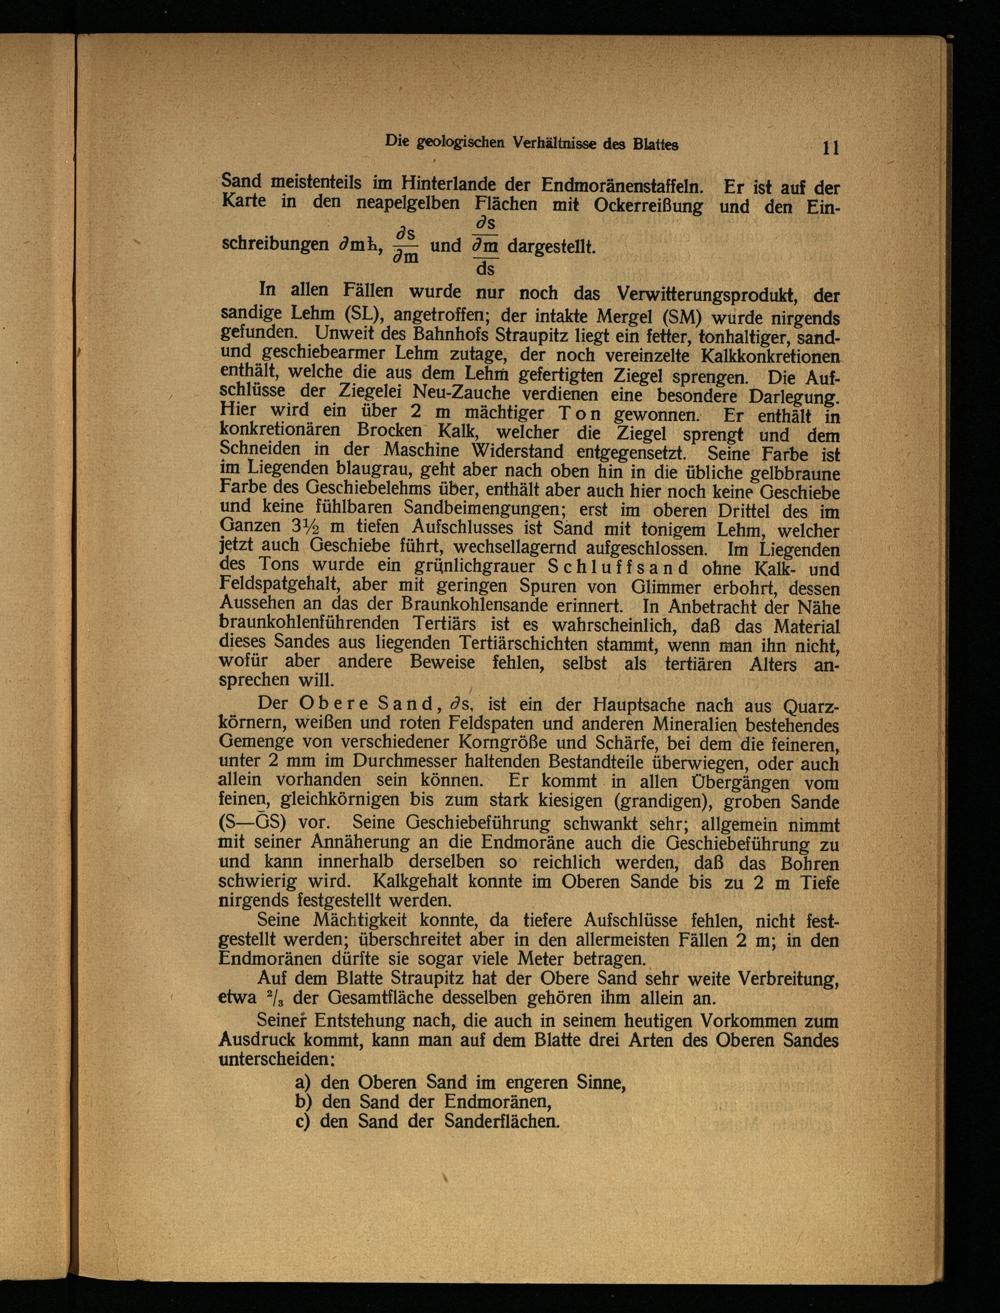 Die geologischen Verhältnisse des Blattes 11
Sand meistenteils im Hinterlande der Endmoränenstaffeln. Er ist auf der
Karte in den neapelgelben Flächen mit Ockerreißung und den Ein-
schreibungen ∂mħ, ∂s/∂m und ∂s/∂m/ds dargestellt.
In allen Fällen wurde nur noch das Verwitterungsprodukt, der
sandige Lehm (SL), angetroffen; der intakte Mergel (SM) wurde nirgends
gefunden. Unweit des Bahnhofs Straupitz liegt ein fetter, tonhaltiger, sand-
und geschiebearmer Lehm zutage, der noch vereinzelte Kalkkonkretionen
enthält, welche die aus dem Lehm gefertigten Ziegel sprengen. Die Auf-
schlüsse der Ziegelei Neu-Zauche verdienen eine besondere Darlegung.
Hier wird ein über 2 m mächtiger Ton gewonnen. Er enthält in
konkretionären Brocken Kalk, welcher die Ziegel sprengt und dem
Schneiden in der Maschine Widerstand entgegensetzt. Seine Farbe ist
im Liegenden blaugrau, geht aber nach oben hin in die übliche gelbbraune
Farbe des Geschiebelehms über, enthält aber auch hier noch keine Geschiebe
und keine fühlbaren Sandbeimengungen; erst im oberen Drittel des im
Ganzen 3½ m tiefen Aufschlusses ist Sand mit tonigem Lehm, welcher
jetzt auch Geschiebe führt, wechsellagernd aufgeschlossen. Im Liegenden
des Tons wurde ein grünlichgrauer Schluffsand ohne Kalk- und
Feldspatgehalt, aber mit geringen Spuren von Glimmer erbohrt, dessen
Aussehen an das der Braunkohlensande erinnert. In Anbetracht der Nähe
braunkohlenführenden Tertiärs ist es wahrscheinlich, daß das Material
dieses Sandes aus liegenden Tertiärschichten stammt, wenn man ihn nicht,
wofür aber andere Beweise fehlen, selbst als tertiären Alters an-
sprechen will.
Der Obere Sand, ∂s, ist ein der Hauptsache nach aus Quarz-
körnern, weißen und roten Feldspaten und anderen Mineralien bestehendes
Gemenge von verschiedener Korngröße und Schärfe, bei dem die feineren,
unter 2 mm im Durchmesser haltenden Bestandteile überwiegen, oder auch
allein vorhanden sein können. Er kommt in allen Übergängen vom
feinen, gleichkörnigen bis zum stark kiesigen (grandigen), groben Sande
(S—ḠS) vor. Seine Geschiebeführung schwankt sehr; allgemein nimmt
mit seiner Annäherung an die Endmoräne auch die Geschiebeführung zu
und kann innerhalb derselben so reichlich werden, daß das Bohren
schwierig wird. Kalkgehalt konnte im Oberen Sande bis zu 2 m Tiefe
nirgends festgestellt werden.
Seine Mächtigkeit konnte, da tiefere Aufschlüsse fehlen, nicht fest-
gestellt werden; überschreitet aber in den allermeisten Fällen 2 m; in den
Endmoränen dürfte sie sogar viele Meter betragen.
Auf dem Blatte Straupitz hat der Obere Sand sehr weite Verbreitung,
etwa ²/₃ der Gesamtfläche desselben gehören ihm allein an.
Seiner Entstehung nach, die auch in seinem heutigen Vorkommen zum
Ausdruck kommt, kann man auf dem Blatte drei Arten des Oberen Sandes
unterscheiden:
a) den Oberen Sand im engeren Sinne,
b) den Sand der Endmoränen,
c) den Sand der Sanderflächen.